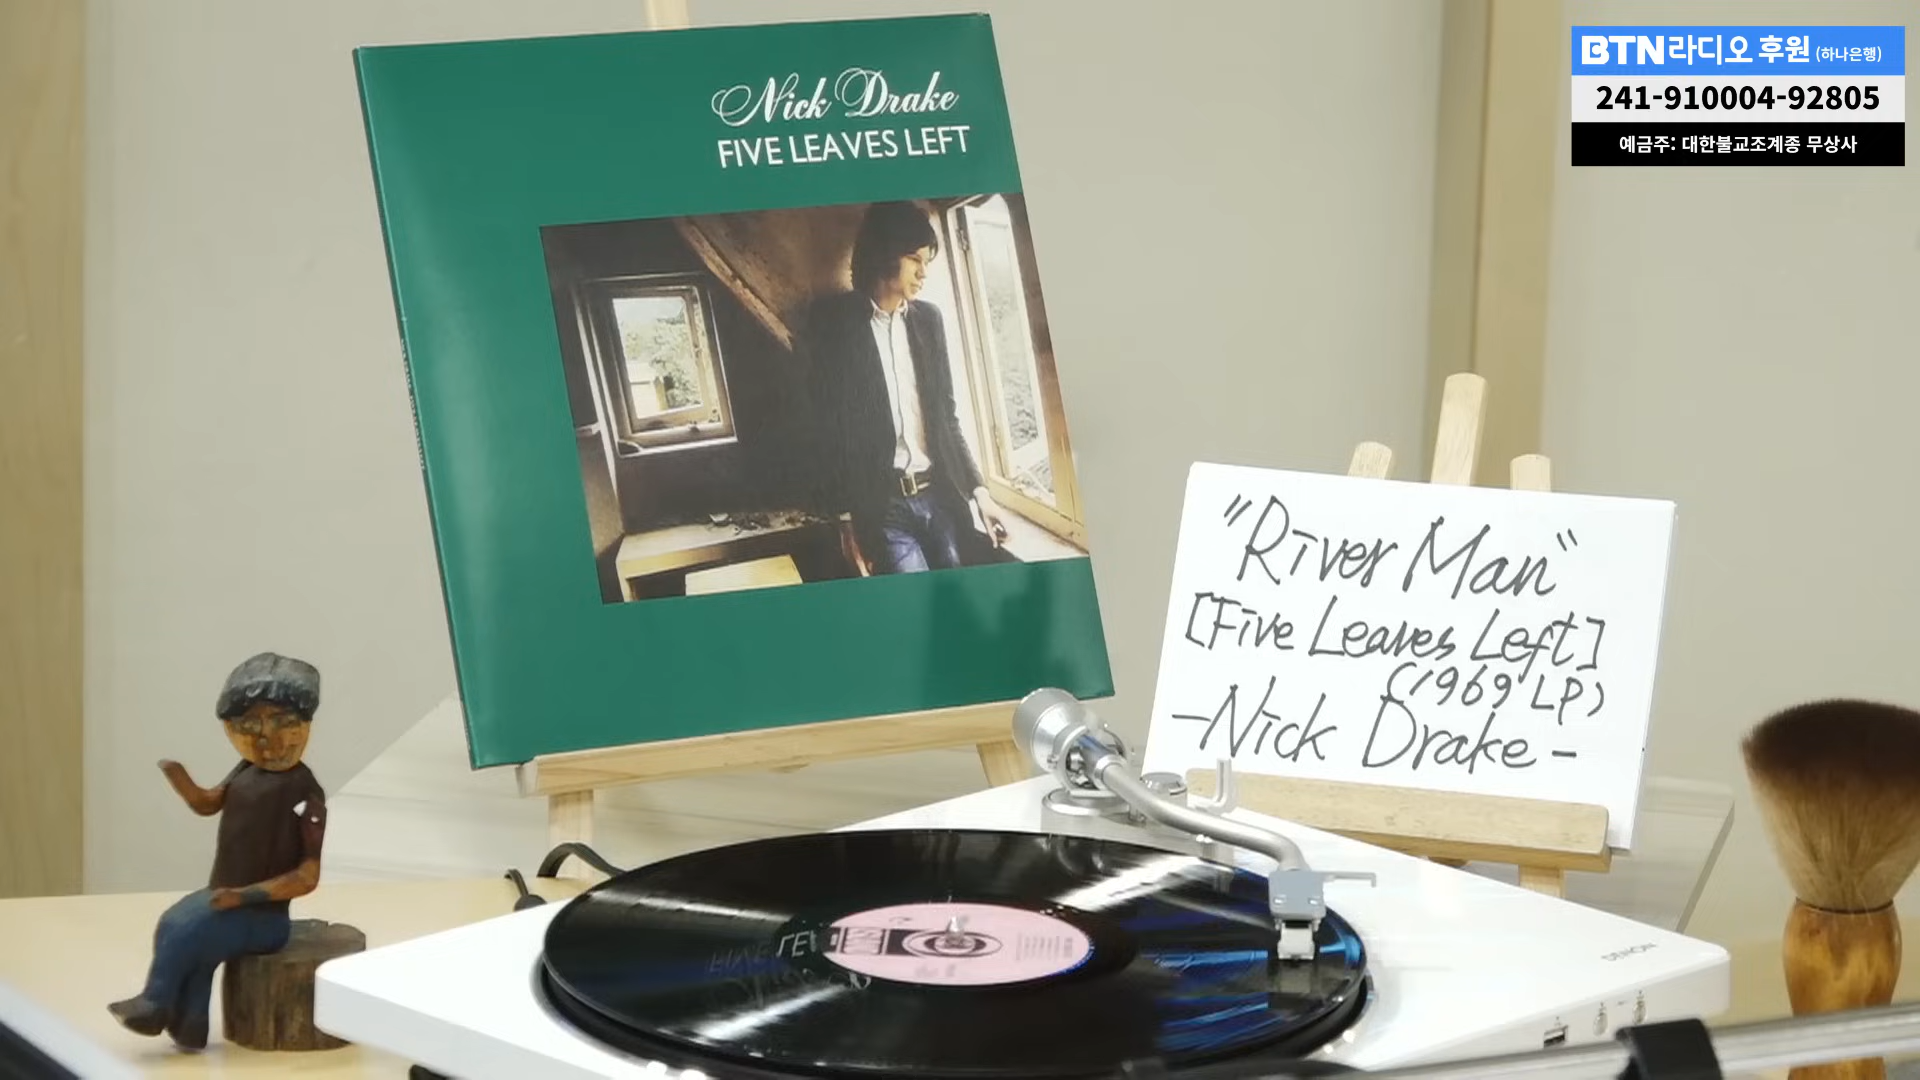 Nick Drake
FIVE LEAVES LEFT
BTN라디오 후원 (하나은행)
241-910004-92805
예금주: 대한불교조계종 무상사
"River Man"
[Five Leaves Left]
(1969 LP)
-Nick Drake-
DENON